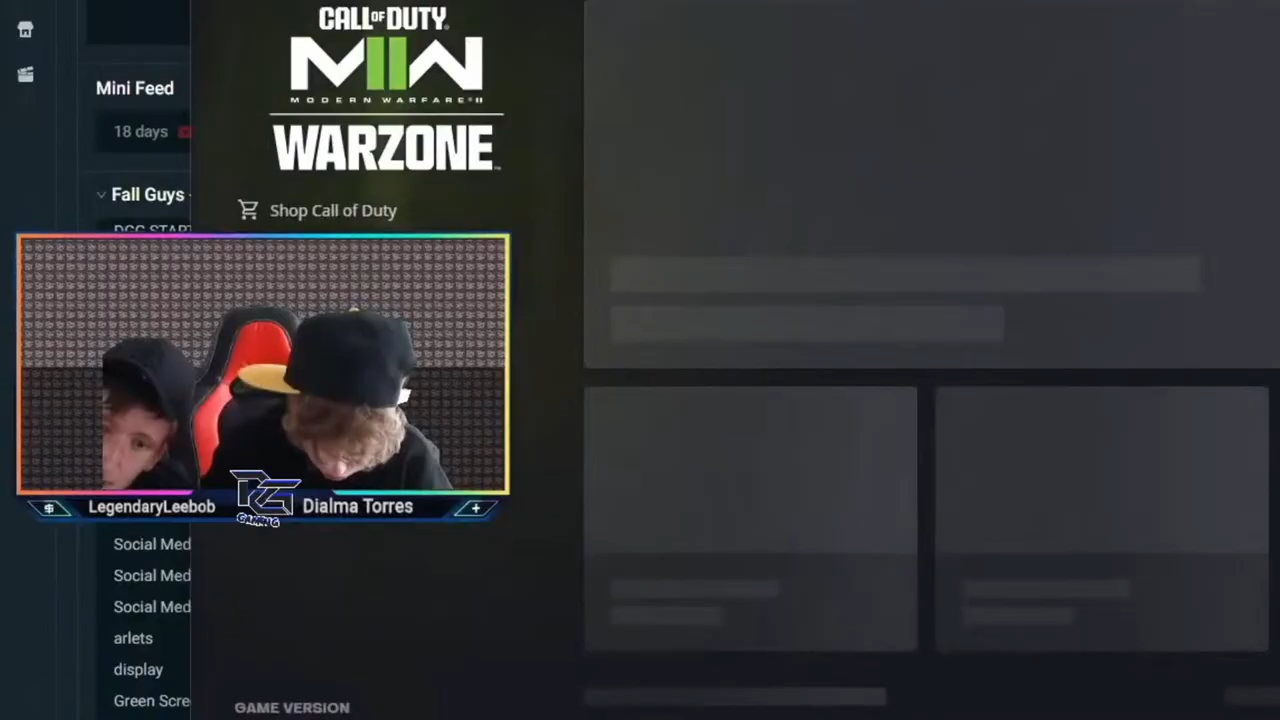 CALL OF DUTY
MW
MODERN WARFARE II
WARZONE
Mini Feed
18 days
Fall Guys
Shop Call of Duty
LegendaryLeebob
GAMING
Dialma Torres
Social Med
Social Med
Social Med
arlets
display
Green Scre
GAME VERSION